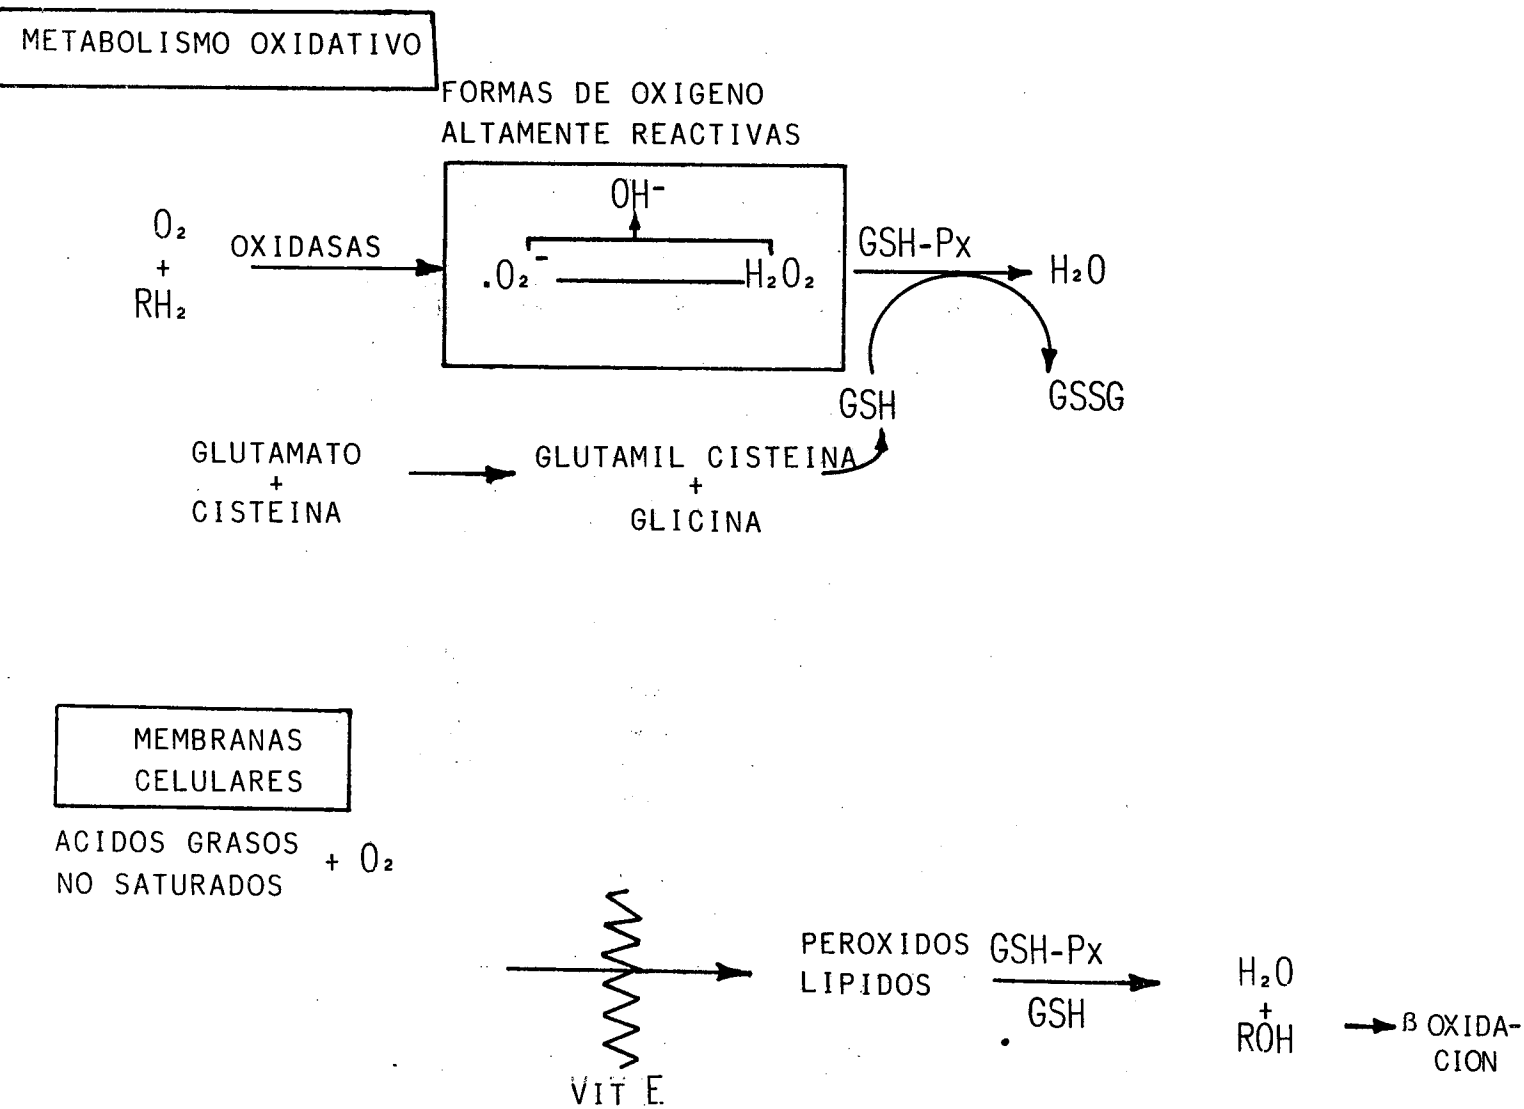 METABOLISMO OXIDATIVO
FORMAS DE OXIGENO
ALTAMENTE REACTIVAS
OH⁻
O₂
+
RH₂
OXIDASAS
.O₂⁻
H₂O₂
GSH-Px
H₂O
GSH
GSSG
GLUTAMATO
+
CISTEINA
GLUTAMIL CISTEINA
+
GLICINA
MEMBRANAS
CELULARES
ACIDOS GRASOS
NO SATURADOS
+ O₂
VIT E.
PEROXIDOS
LIPIDOS
GSH-Px
GSH
H₂O
+
ROH
β OXIDA-
CION